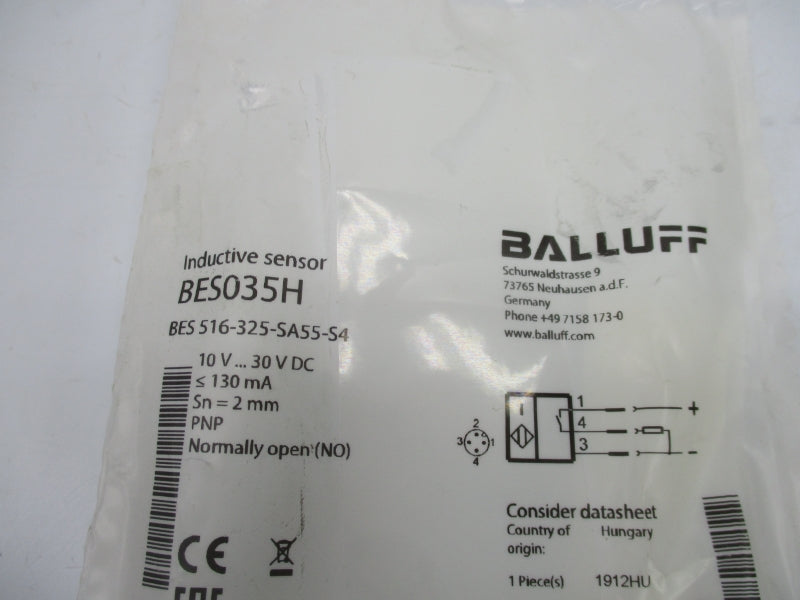 Inductive sensor
BES035H
BES 516-325-SA55-S4
10 V ... 30 V DC
≤ 130 mA
Sn = 2 mm
PNP
Normally open (NO)
CE
EAC
BALLUFF
Schurwaldstrasse 9
73765 Neuhausen a.d.F.
Germany
Phone +49 7158 173-0
www.balluff.com
2
3 1
4
1 +
4
3 -
Consider datasheet
Country of Hungary
origin:
1 Piece(s) 1912HU